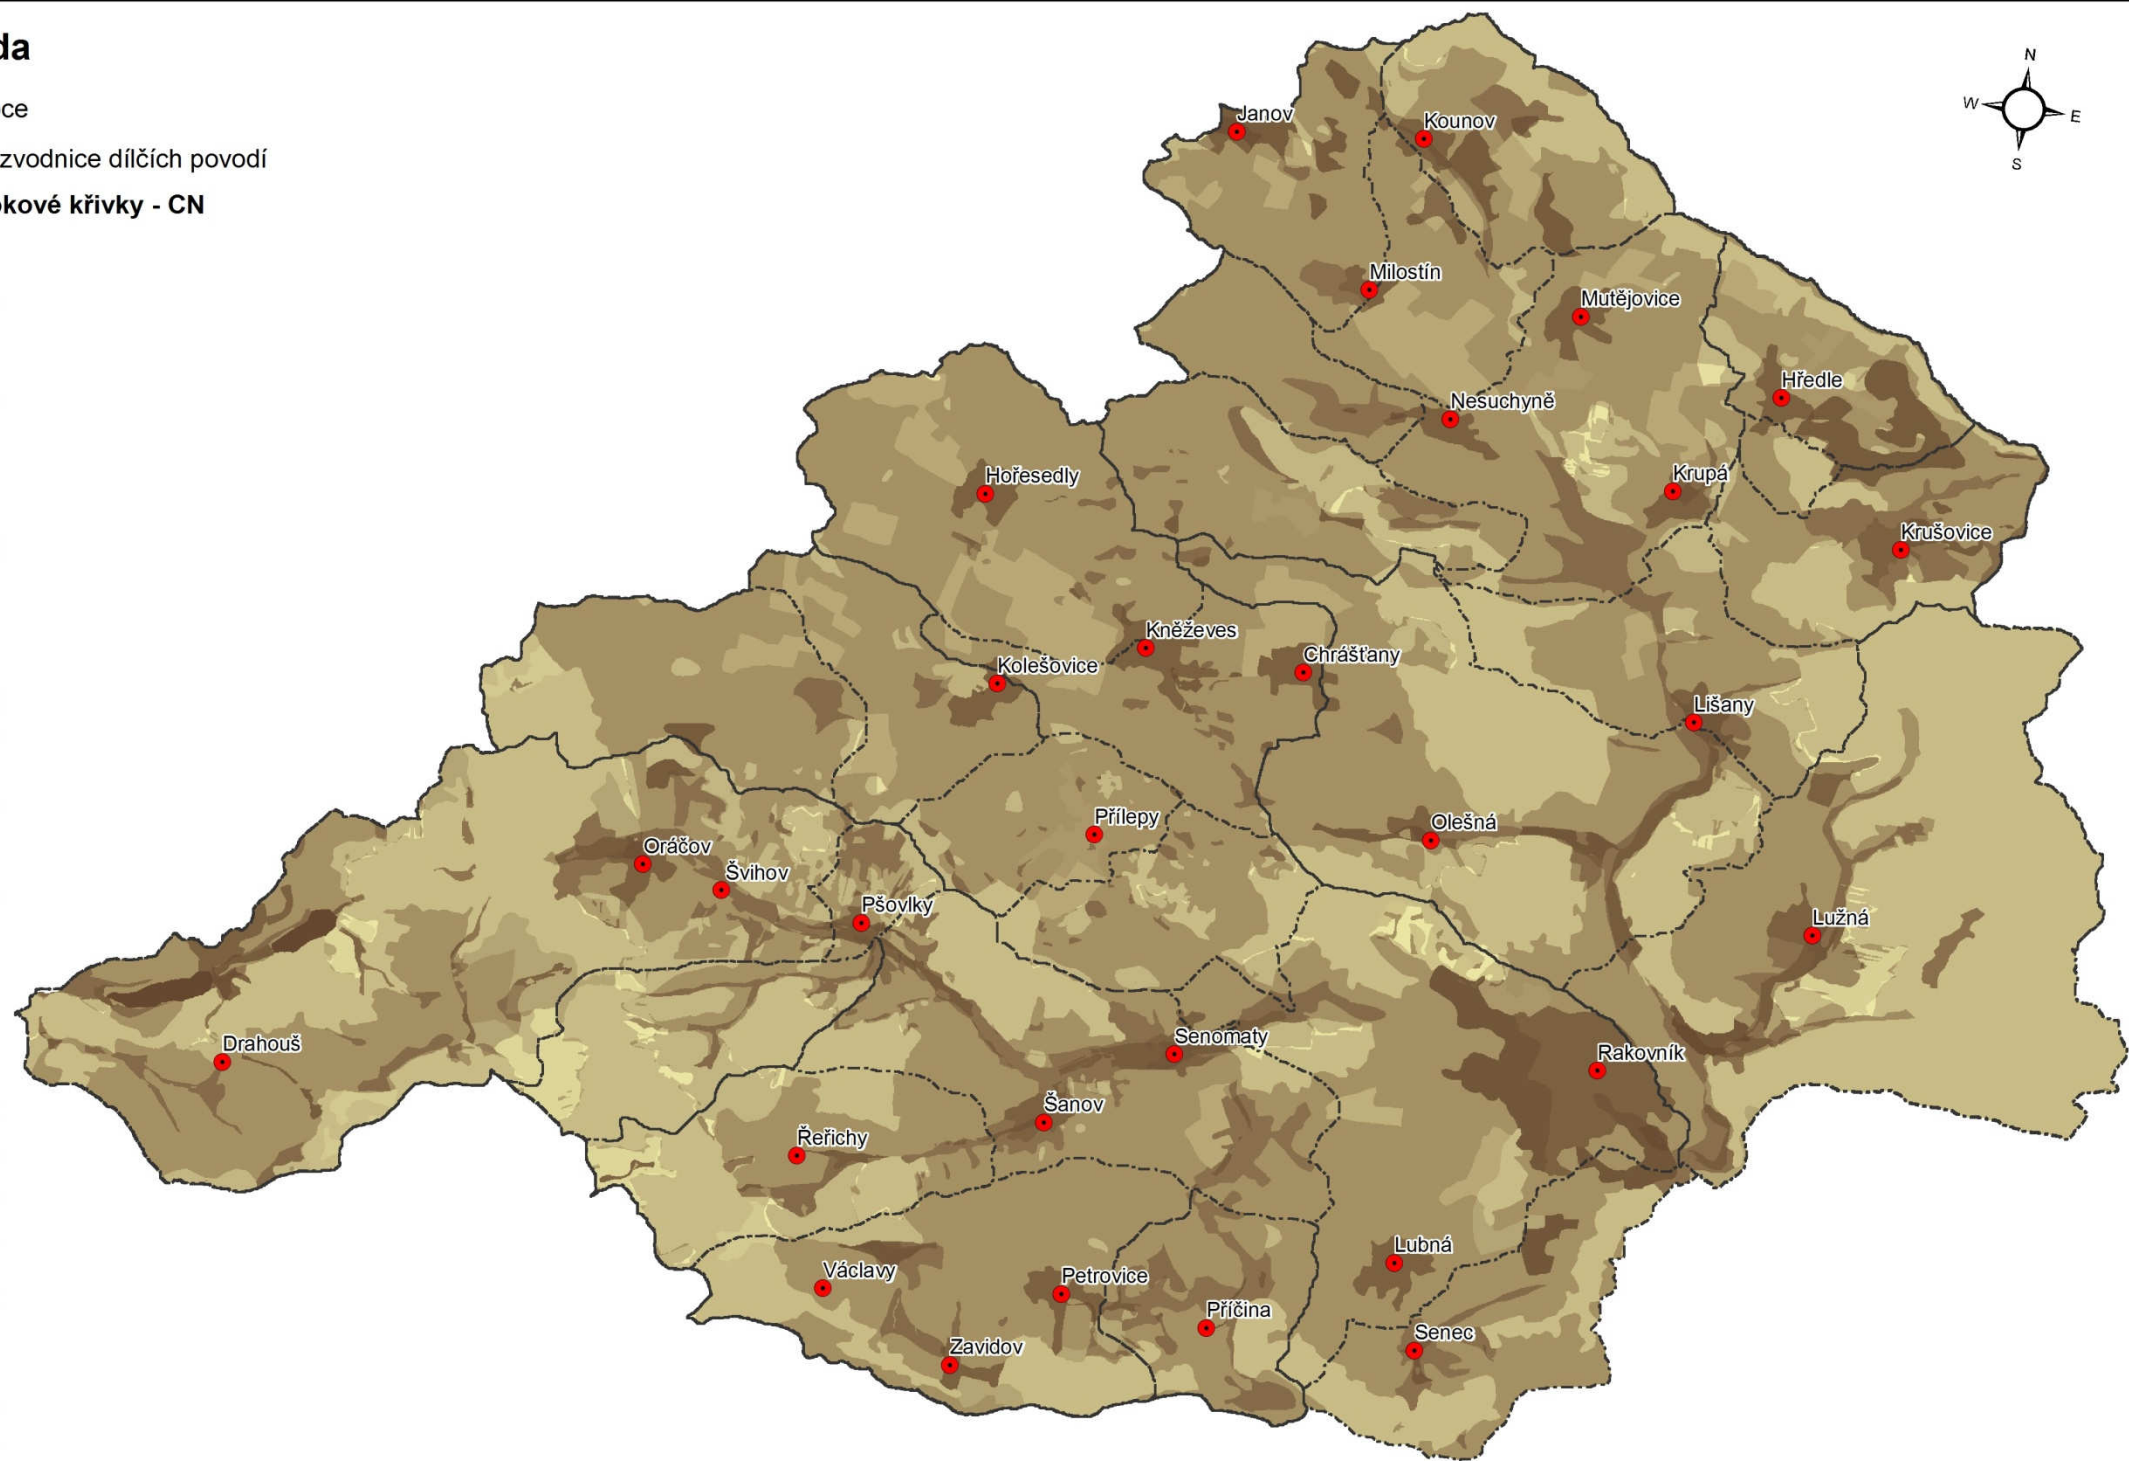 da
ce
zvodnice dílčích povodí
okové křivky - CN
N
W
E
S
Janov
Kounov
Milostín
Mutějovice
Hředle
Nesuchyně
Hořesedly
Krupá
Krušovice
Kněževes
Chrášťany
Kolešovice
Lišany
Přílepy
Olešná
Oráčov
Švihov
Pšovlky
Lužná
Drahouš
Senomaty
Rakovník
Šanov
Řeřichy
Lubná
Václavy
Petrovice
Příčina
Senec
Zavidov